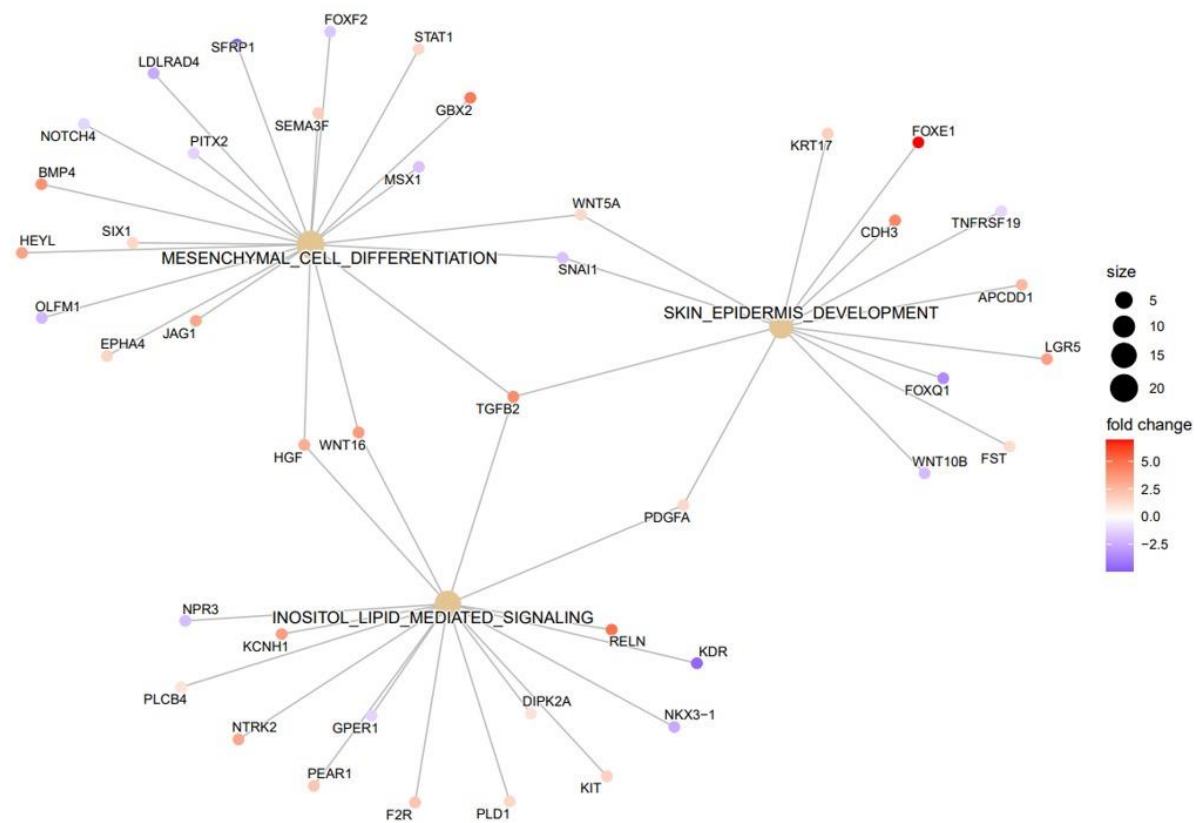 FOXF2
SFRP1
STAT1
LDLRAD4
GBX2
SEMA3F
NOTCH4
PITX2
KRT17
FOXE1
BMP4
MSX1
WNT5A
TNFRSF19
CDH3
SIX1
HEYL
MESENCHYMAL_CELL_DIFFERENTIATION
SNAI1
APCDD1
OLFM1
SKIN_EPIDERMIS_DEVELOPMENT
JAG1
EPHA4
LGR5
FOXQ1
TGFB2
WNT16
HGF
WNT10B
FST
PDGFA
NPR3
INOSITOL_LIPID_MEDIATED_SIGNALING
KCNH1
RELN
KDR
PLCB4
DIPK2A
NTRK2
GPER1
NKX3−1
PEAR1
KIT
F2R
PLD1
size
5
10
15
20
fold change
5.0
2.5
0.0
−2.5